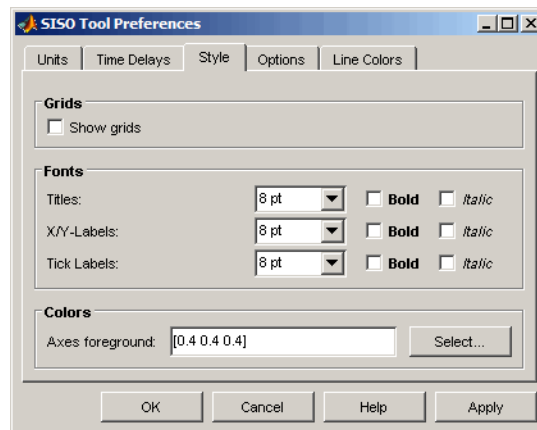 SISO Tool Preferences
Units Time Delays Style Options Line Colors
Grids
Show grids
Fonts
Titles: 8 pt Bold Italic
X/Y-Labels: 8 pt Bold Italic
Tick Labels: 8 pt Bold Italic
Colors
Axes foreground: [0.4 0.4 0.4] Select...
OK Cancel Help Apply